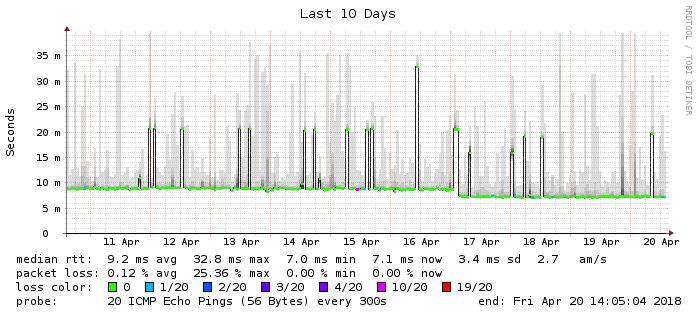 Last 10 Days
RRDTOOL / TOBI OETIKER
Seconds
35 m
30 m
25 m
20 m
15 m
10 m
5 m
0
11 Apr 12 Apr 13 Apr 14 Apr 15 Apr 16 Apr 17 Apr 18 Apr 19 Apr 20 Apr
median rtt: 9.2 ms avg 32.8 ms max 7.0 ms min 7.1 ms now 3.4 ms sd 2.7 am/s
packet loss: 0.12 % avg 25.36 % max 0.00 % min 0.00 % now
loss color: 0 1/20 2/20 3/20 4/20 10/20 19/20
probe: 20 ICMP Echo Pings (56 Bytes) every 300s end: Fri Apr 20 14:05:04 2018